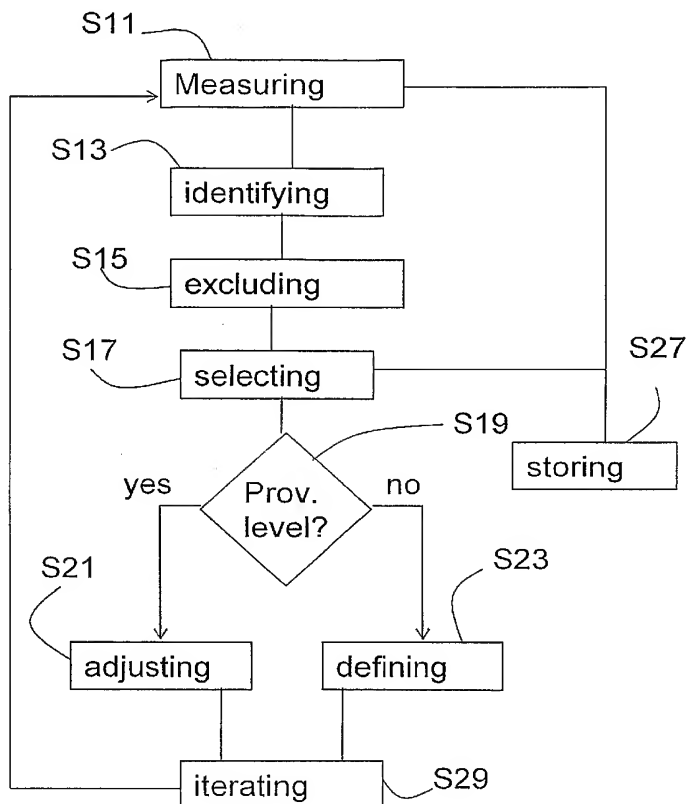 S11
Measuring
S13
identifying
S15
excluding
S17
selecting
S27
storing
S19
Prov.
level?
yes
no
S21
adjusting
S23
defining
iterating
S29